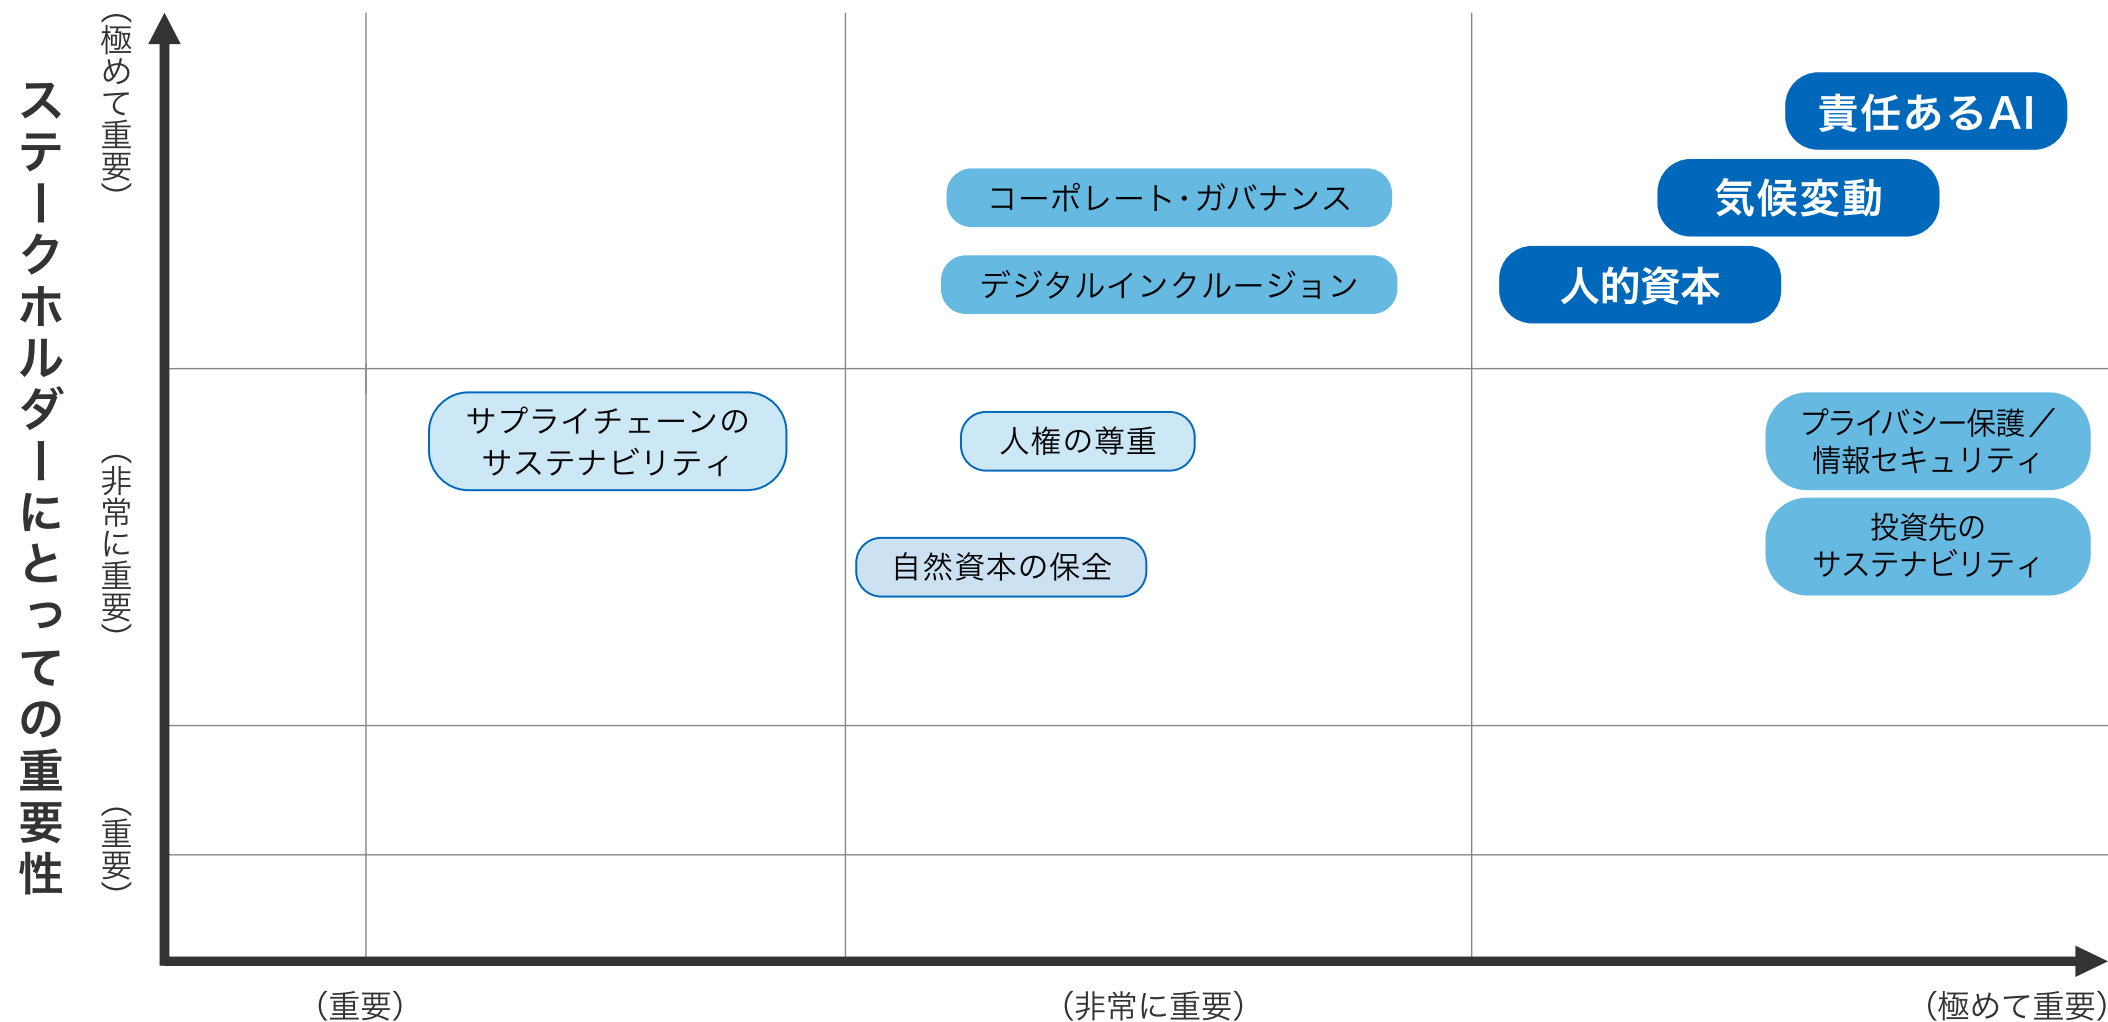 ステークホルダーにとっての重要性
（極めて重要）
（非常に重要）
（重要）
責任あるAI
コーポレート・ガバナンス
気候変動
デジタルインクルージョン
人的資本
サプライチェーンの
サステナビリティ
人権の尊重
プライバシー保護／
情報セキュリティ
自然資本の保全
投資先の
サステナビリティ
（重要）
（非常に重要）
（極めて重要）